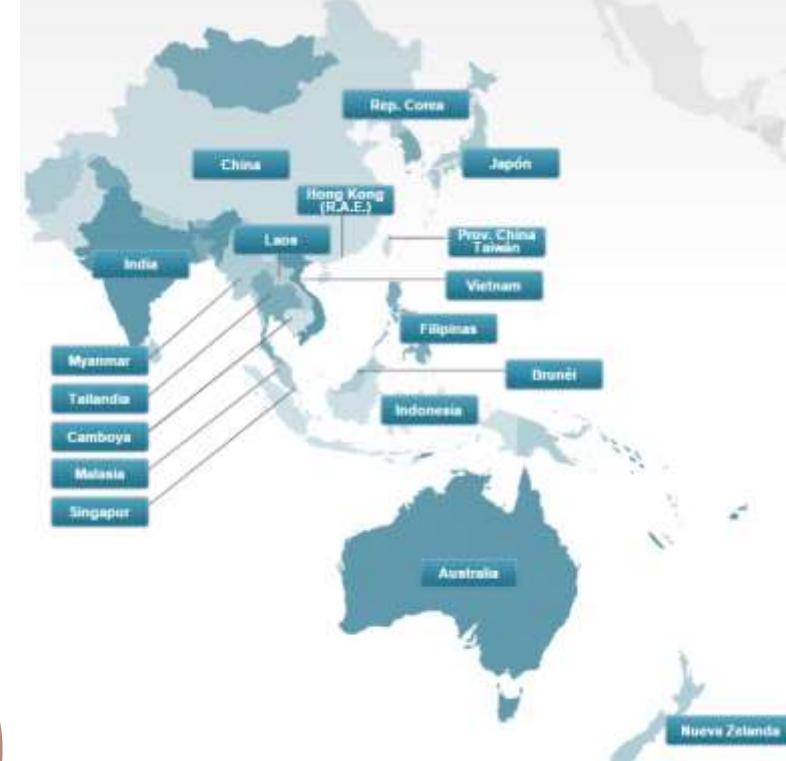 Rep. Corea
China
Japón
Hong Kong
(R.A.E.)
Laos
Prov. China
Taiwán
India
Vietnam
Filipinas
Myanmar
Brunéi
Tailandia
Indonesia
Camboya
Malasia
Singapur
Australia
Nueva Zelanda